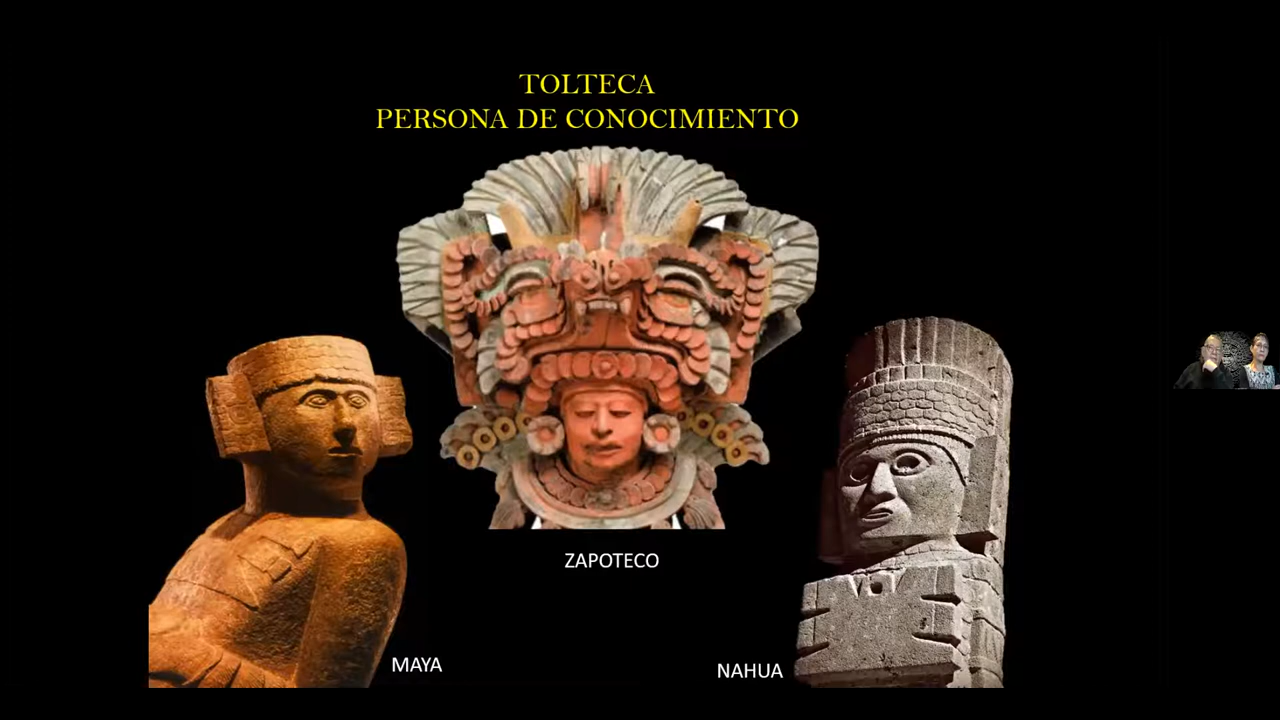 TOLTECA
PERSONA DE CONOCIMIENTO
ZAPOTECO
MAYA
NAHUA